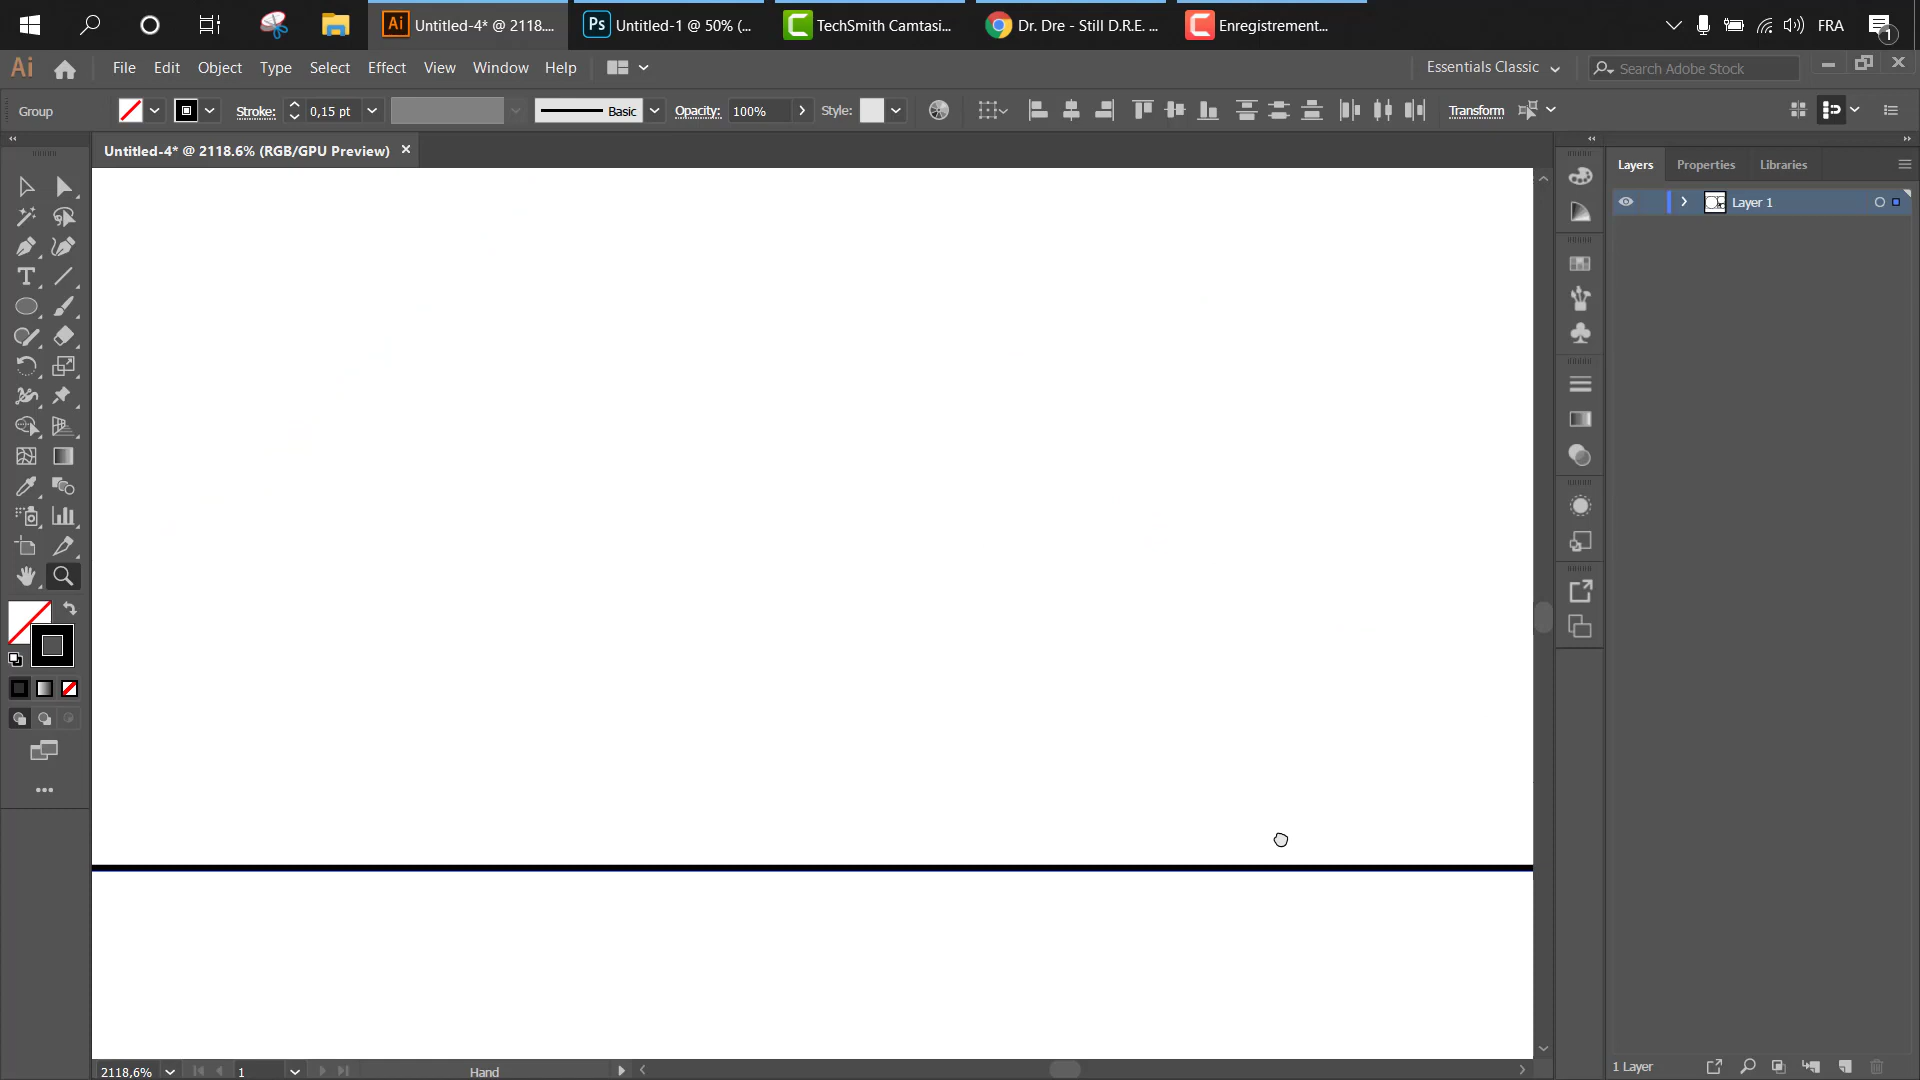 Untitled-4* @ 2118....
Untitled-1 @ 50% (...
TechSmith Camtasi...
Dr. Dre - Still D.R.E. ...
Enregistrement...
FRA
1
Ai
File
Edit
Object
Type
Select
Effect
View
Window
Help
Essentials Classic
Search Adobe Stock
Group
Stroke:
0,15 pt
Basic
Opacity:
100%
Style:
Transform
Untitled-4* @ 2118.6% (RGB/GPU Preview)
Layers
Properties
Libraries
Layer 1
2118,6%
1
Hand
1 Layer